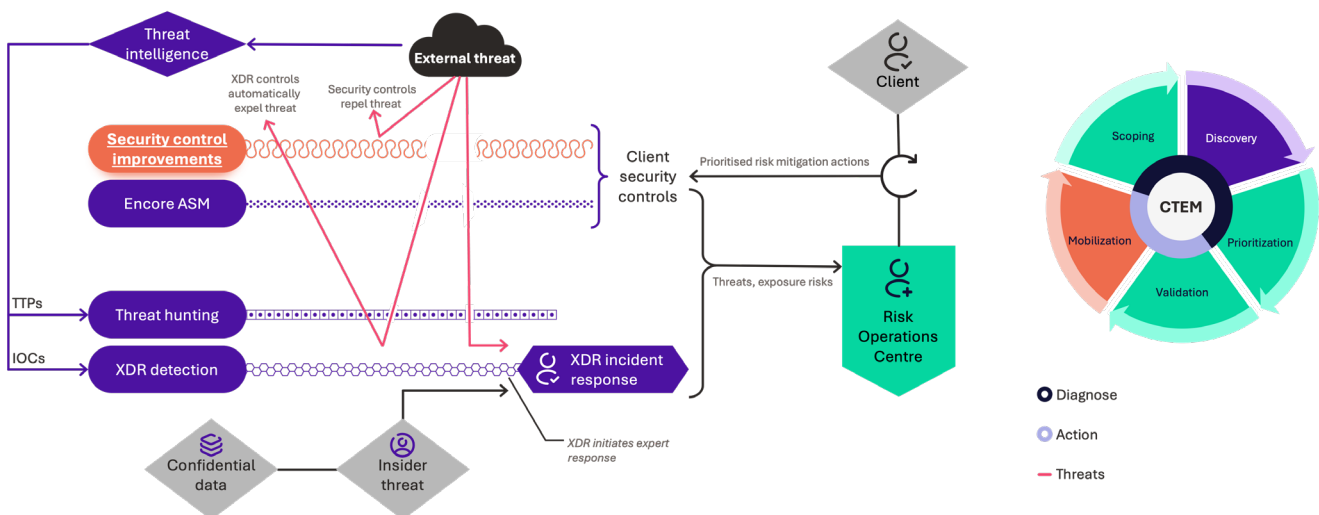 Threat
intelligence
External threat
XDR controls
automatically
expel threat
Security controls
repel threat
Client
Security control
improvements
Encore ASM
Client
security
controls
Prioritised risk mitigation actions
Threats, exposure risks
TTPs
Threat hunting
IOCs
XDR detection
XDR incident
response
Risk
Operations
Centre
XDR initiates expert
response
Confidential
data
Insider
threat
Scoping
Discovery
CTEM
Mobilization
Prioritization
Validation
Diagnose
Action
Threats